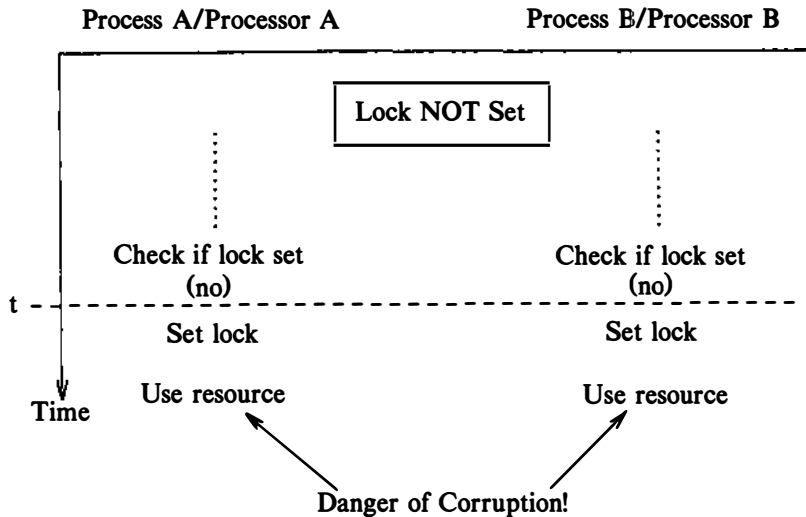 Process A/Processor A
Process B/Processor B
Lock NOT Set
Check if lock set
(no)
Check if lock set
(no)
t
Set lock
Set lock
Use resource
Use resource
Time
Danger of Corruption!